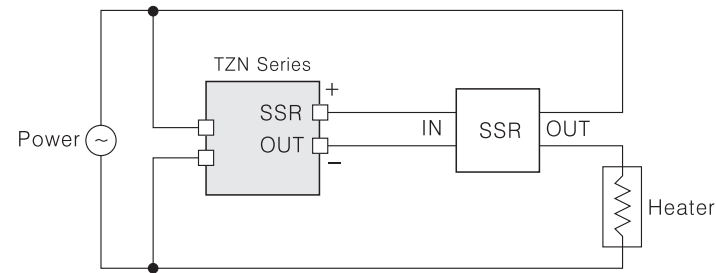 TZN Series
+
SSR
OUT
−
Power
~
IN
SSR
OUT
Heater